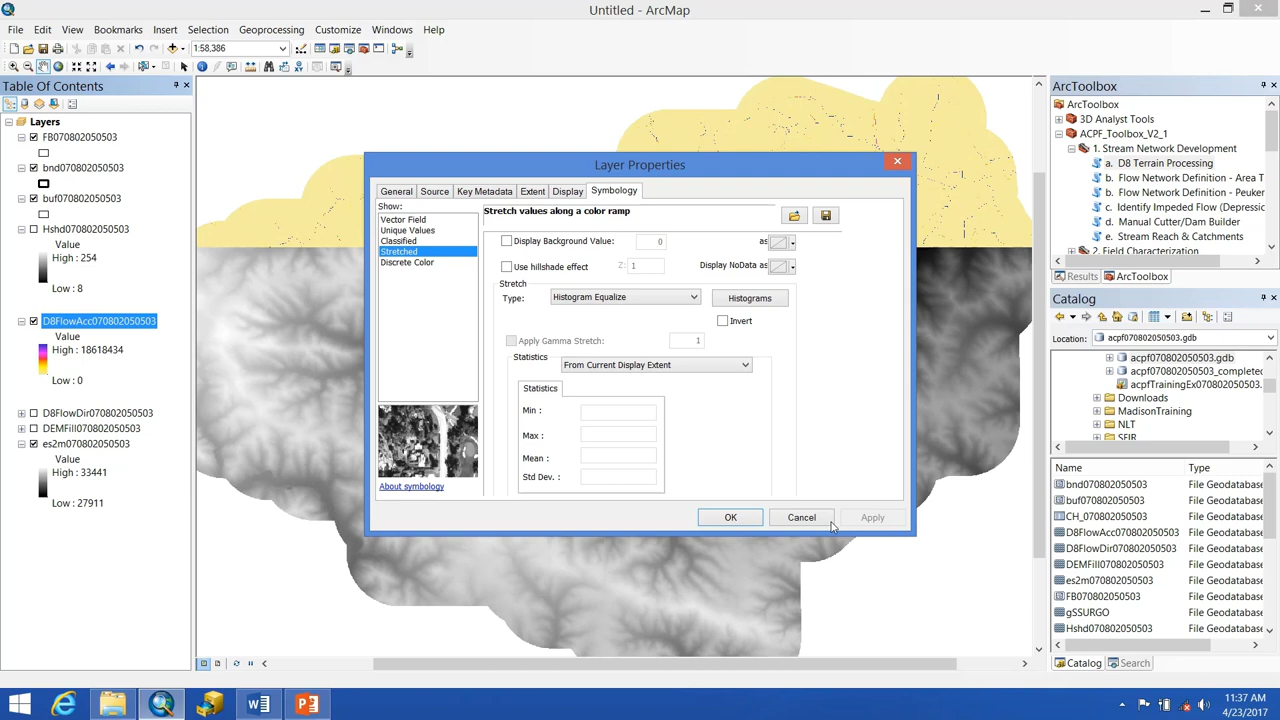 Untitled - ArcMap
File Edit View Bookmarks Insert Selection Geoprocessing Customize Windows Help
1:58,386
Table Of Contents
Layers
FB070802050503
bnd070802050503
buf070802050503
Hshd070802050503
Value
High : 254
Low : 8
D8FlowAcc070802050503
Value
High : 18618434
Low : 0
D8FlowDir070802050503
DEMFill070802050503
es2m070802050503
Value
High : 33441
Low : 27911
Layer Properties
General Source Key Metadata Extent Display Symbology
Show:
Vector Field
Unique Values
Classified
Stretched
Discrete Color
About symbology
Stretch values along a color ramp
Display Background Value: 0 as
Use hillshade effect Z: 1 Display NoData as
Stretch
Type: Histogram Equalize Histograms
Invert
Apply Gamma Stretch: 1
Statistics From Current Display Extent
Statistics
Min :
Max :
Mean :
Std Dev. :
OK Cancel Apply
ArcToolbox
ArcToolbox
3D Analyst Tools
ACPF_Toolbox_V2_1
1. Stream Network Development
a. D8 Terrain Processing
b. Flow Network Definition - Area T
b. Flow Network Definition - Peuker
c. Identify Impeded Flow (Depressic
d. Manual Cutter/Dam Builder
e. Stream Reach & Catchments
2. Field Characterization
Results ArcToolbox
Catalog
Location: acpf070802050503.gdb
acpf070802050503.gdb
acpf070802050503_completed
acpfTrainingEx070802050503.
Downloads
MadisonTraining
NLT
SFIR
Name Type
bnd070802050503 File Geodatabase
buf070802050503 File Geodatabase
CH_070802050503 File Geodatabase
D8FlowAcc070802050503 File Geodatabase
D8FlowDir070802050503 File Geodatabase
DEMFill070802050503 File Geodatabase
es2m070802050503 File Geodatabase
FB070802050503 File Geodatabase
gSSURGO File Geodatabase
Hshd070802050503 File Geodatabase
Catalog Search
11:37 AM
4/23/2017